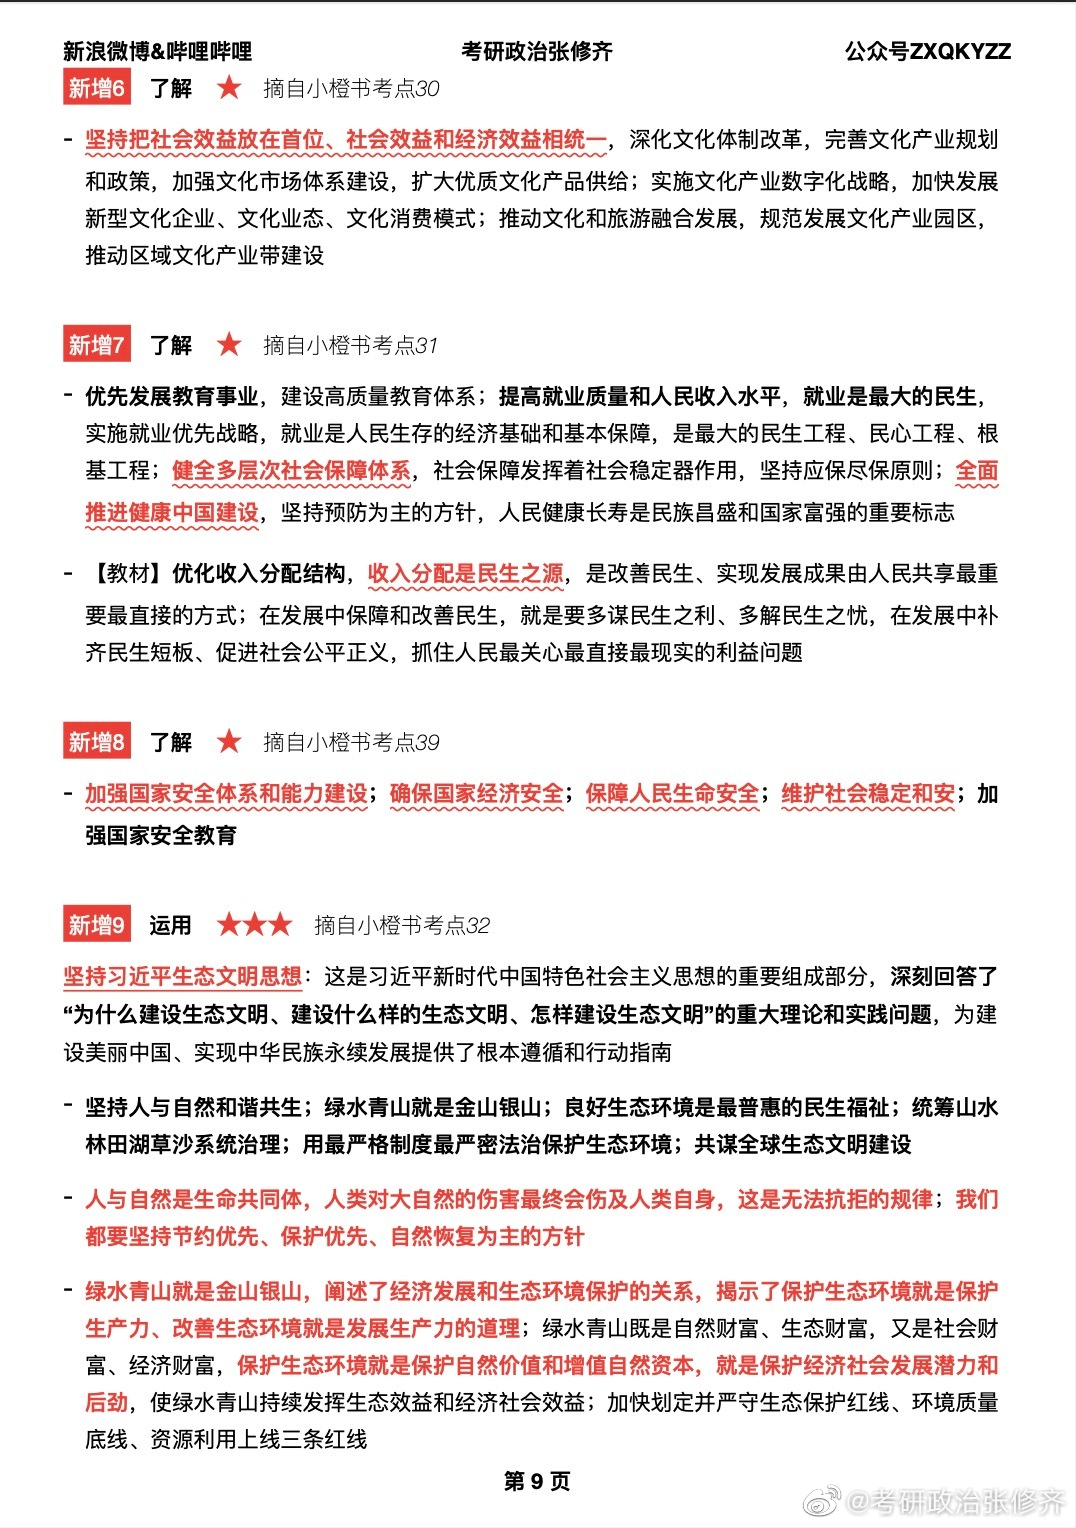 新浪微博&哔哩哔哩 考研政治张修齐 公众号ZXQKYZZ
新增6 了解 ★ 摘自小橙书考点30
- 坚持把社会效益放在首位、社会效益和经济效益相统一，深化文化体制改革，完善文化产业规划
和政策，加强文化市场体系建设，扩大优质文化产品供给；实施文化产业数字化战略，加快发展
新型文化企业、文化业态、文化消费模式；推动文化和旅游融合发展，规范发展文化产业园区，
推动区域文化产业带建设
新增7 了解 ★ 摘自小橙书考点31
- 优先发展教育事业，建设高质量教育体系；提高就业质量和人民收入水平，就业是最大的民生，
实施就业优先战略，就业是人民生存的经济基础和基本保障，是最大的民生工程、民心工程、根
基工程；健全多层次社会保障体系，社会保障发挥着社会稳定器作用，坚持应保尽保原则；全面
推进健康中国建设，坚持预防为主的方针，人民健康长寿是民族昌盛和国家富强的重要标志
- 【教材】优化收入分配结构，收入分配是民生之源，是改善民生、实现发展成果由人民共享最重
要最直接的方式；在发展中保障和改善民生，就是要多谋民生之利、多解民生之忧，在发展中补
齐民生短板、促进社会公平正义，抓住人民最关心最直接最现实的利益问题
新增8 了解 ★ 摘自小橙书考点39
- 加强国家安全体系和能力建设；确保国家经济安全；保障人民生命安全；维护社会稳定和安；加
强国家安全教育
新增9 运用 ★★★ 摘自小橙书考点32
坚持习近平生态文明思想：这是习近平新时代中国特色社会主义思想的重要组成部分，深刻回答了
“为什么建设生态文明、建设什么样的生态文明、怎样建设生态文明”的重大理论和实践问题，为建
设美丽中国、实现中华民族永续发展提供了根本遵循和行动指南
- 坚持人与自然和谐共生；绿水青山就是金山银山；良好生态环境是最普惠的民生福祉；统筹山水
林田湖草沙系统治理；用最严格制度最严密法治保护生态环境；共谋全球生态文明建设
- 人与自然是生命共同体，人类对大自然的伤害最终会伤及人类自身，这是无法抗拒的规律；我们
都要坚持节约优先、保护优先、自然恢复为主的方针
- 绿水青山就是金山银山，阐述了经济发展和生态环境保护的关系，揭示了保护生态环境就是保护
生产力、改善生态环境就是发展生产力的道理；绿水青山既是自然财富、生态财富，又是社会财
富、经济财富，保护生态环境就是保护自然价值和增值自然资本，就是保护经济社会发展潜力和
后劲，使绿水青山持续发挥生态效益和经济社会效益；加快划定并严守生态保护红线、环境质量
底线、资源利用上线三条红线
第 9 页
@考研政治张修齐